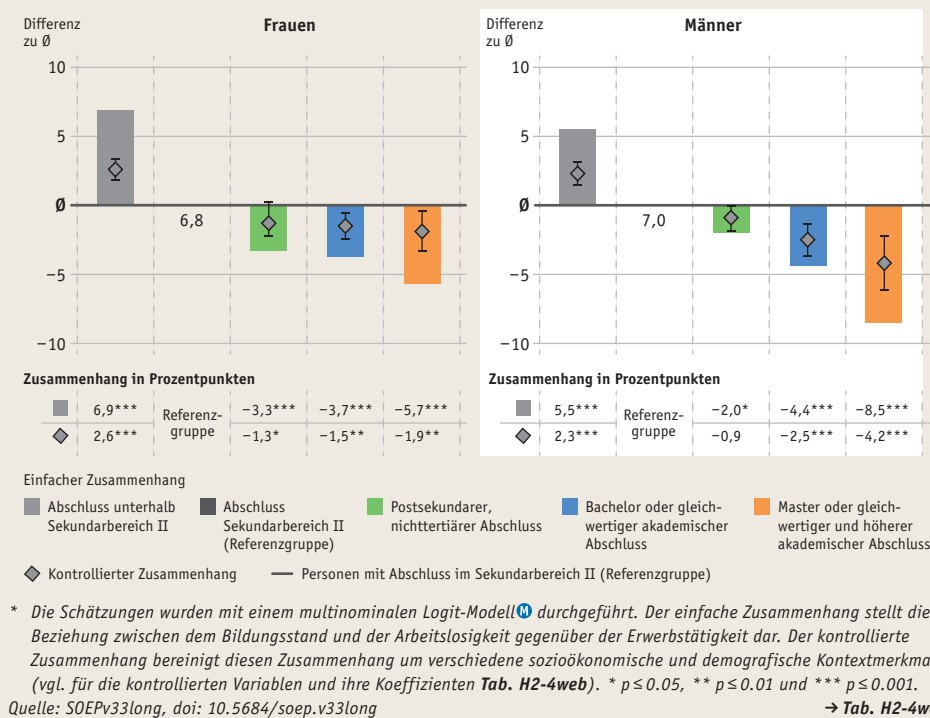 Differenz
zu Ø
Frauen
10
5
Ø
6,8
−5
−10
Zusammenhang in Prozentpunkten
6,9*** Referenz-gruppe −3,3*** −3,7*** −5,7***
2,6*** −1,3* −1,5** −1,9**
Differenz
zu Ø
Männer
10
5
Ø
7,0
−5
−10
Zusammenhang in Prozentpunkten
5,5*** Referenz-gruppe −2,0* −4,4*** −8,5***
2,3*** −0,9 −2,5*** −4,2***
Einfacher Zusammenhang
Abschluss unterhalb
Sekundarbereich II
Abschluss
Sekundarbereich II
(Referenzgruppe)
Postsekundarer,
nichttertiärer Abschluss
Bachelor oder gleich-
wertiger akademischer
Abschluss
Master oder gleich-
wertiger und höherer
akademischer Abschluss
Kontrollierter Zusammenhang
Personen mit Abschluss im Sekundarbereich II (Referenzgruppe)
* Die Schätzungen wurden mit einem multinominalen Logit-Modell M durchgeführt. Der einfache Zusammenhang stellt die
Beziehung zwischen dem Bildungsstand und der Arbeitslosigkeit gegenüber der Erwerbstätigkeit dar. Der kontrollierte
Zusammenhang bereinigt diesen Zusammenhang um verschiedene sozioökonomische und demografische Kontextmerkma
(vgl. für die kontrollierten Variablen und ihre Koeffizienten Tab. H2-4web). * p ≤ 0.05, ** p ≤ 0.01 und *** p ≤ 0.001.
Quelle: SOEPv33long, doi: 10.5684/soep.v33long
→ Tab. H2-4w